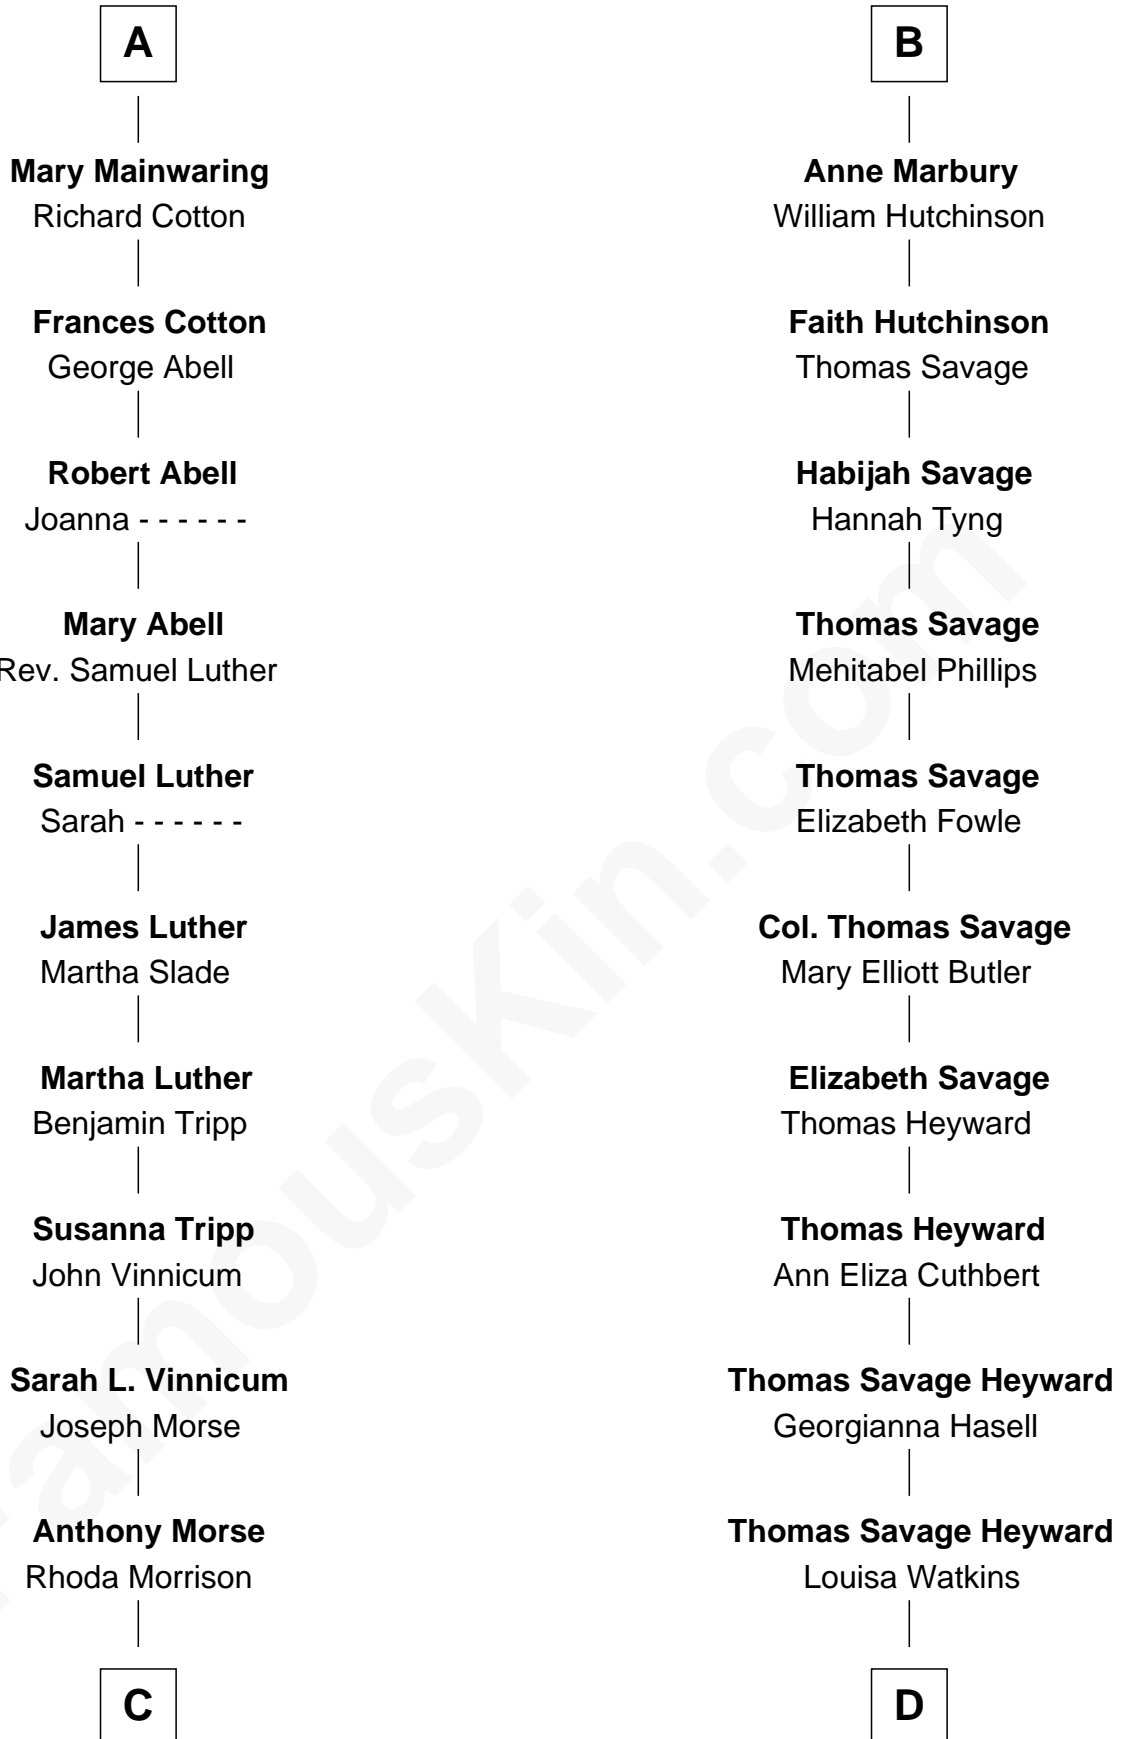 A
Mary Mainwaring
Richard Cotton
Frances Cotton
George Abell
Robert Abell
Joanna - - - - - -
Mary Abell
Rev. Samuel Luther
Samuel Luther
Sarah - - - - - -
James Luther
Martha Slade
Martha Luther
Benjamin Tripp
Susanna Tripp
John Vinnicum
Sarah L. Vinnicum
Joseph Morse
Anthony Morse
Rhoda Morrison
C
B
Anne Marbury
William Hutchinson
Faith Hutchinson
Thomas Savage
Habijah Savage
Hannah Tyng
Thomas Savage
Mehitabel Phillips
Thomas Savage
Elizabeth Fowle
Col. Thomas Savage
Mary Elliott Butler
Elizabeth Savage
Thomas Heyward
Thomas Heyward
Ann Eliza Cuthbert
Thomas Savage Heyward
Georgianna Hasell
Thomas Savage Heyward
Louisa Watkins
D
FamousKin.com